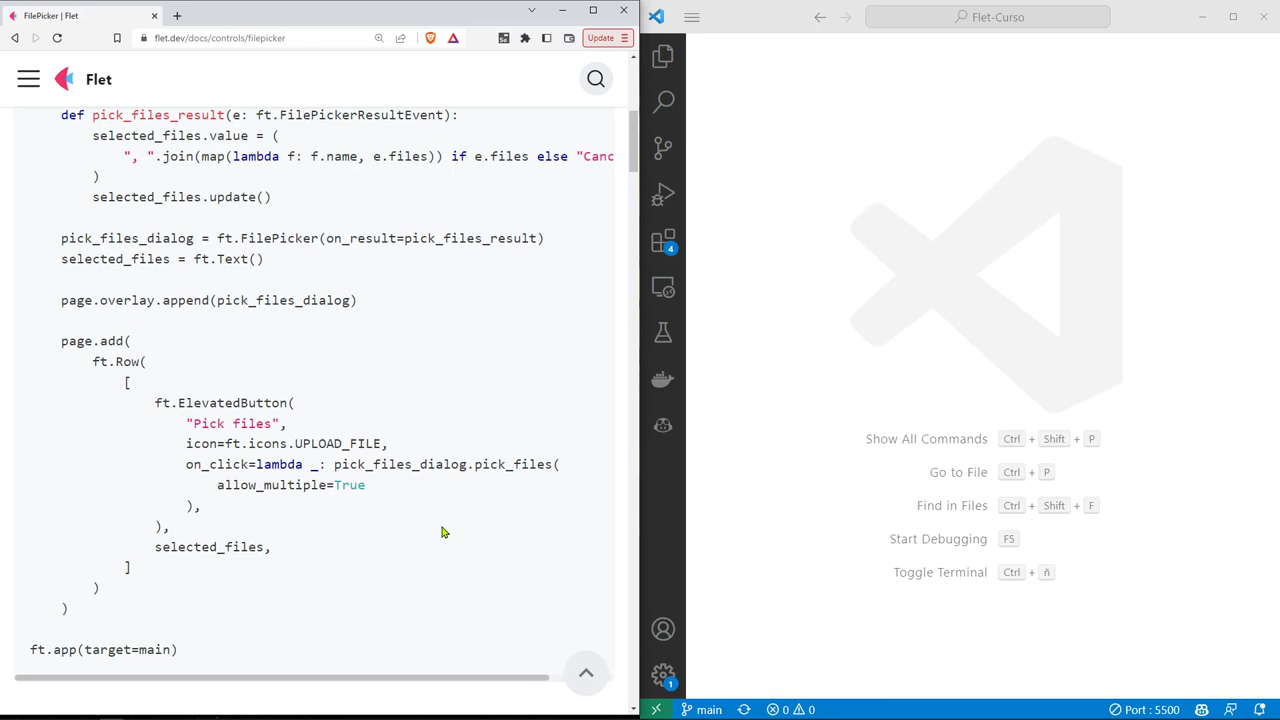 FilePicker | Flet
flet.dev/docs/controls/filepicker
Update
Flet
def pick_files_result(e: ft.FilePickerResultEvent):
selected_files.value = (
", ".join(map(lambda f: f.name, e.files)) if e.files else "Canc
)
selected_files.update()
pick_files_dialog = ft.FilePicker(on_result=pick_files_result)
selected_files = ft.Text()
page.overlay.append(pick_files_dialog)
page.add(
ft.Row(
[
ft.ElevatedButton(
"Pick files",
icon=ft.icons.UPLOAD_FILE,
on_click=lambda _: pick_files_dialog.pick_files(
allow_multiple=True
),
),
selected_files,
]
)
)
ft.app(target=main)
Flet-Curso
4
Show All Commands Ctrl + Shift + P
Go to File Ctrl + P
Find in Files Ctrl + Shift + F
Start Debugging F5
Toggle Terminal Ctrl + ñ
1
main 0 0 Port : 5500